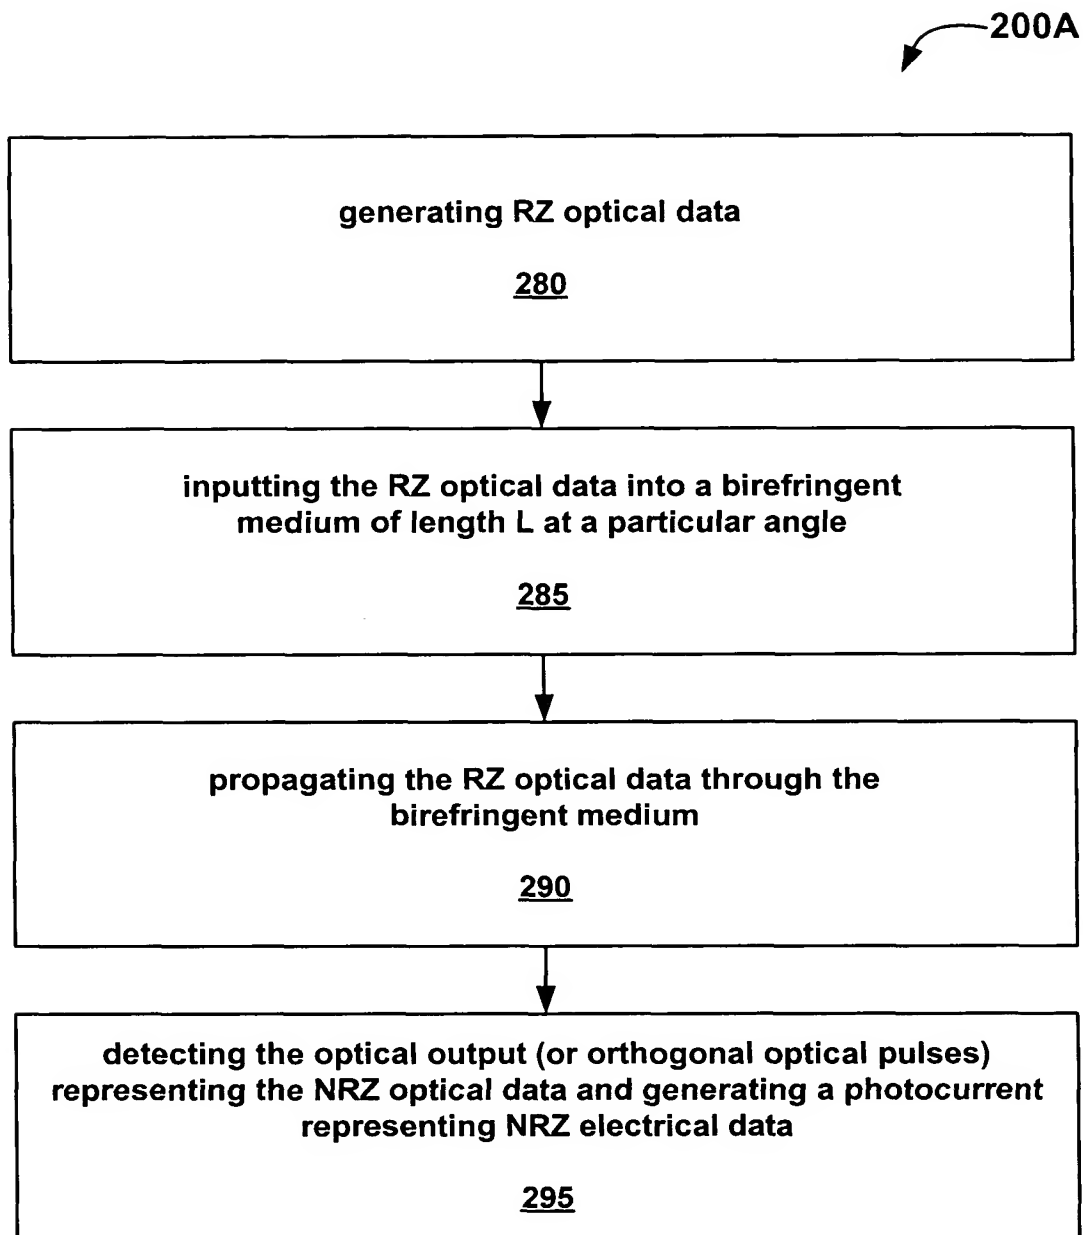 200A
generating RZ optical data
280
inputting the RZ optical data into a birefringent
medium of length L at a particular angle
285
propagating the RZ optical data through the
birefringent medium
290
detecting the optical output (or orthogonal optical pulses)
representing the NRZ optical data and generating a photocurrent
representing NRZ electrical data
295